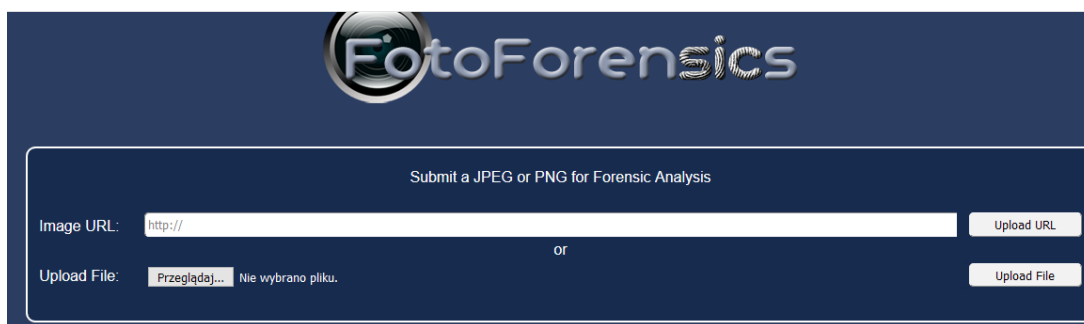 FotoForensics
Submit a JPEG or PNG for Forensic Analysis
Image URL: http:// Upload URL
or
Upload File: Przeglądaj... Nie wybrano pliku. Upload File